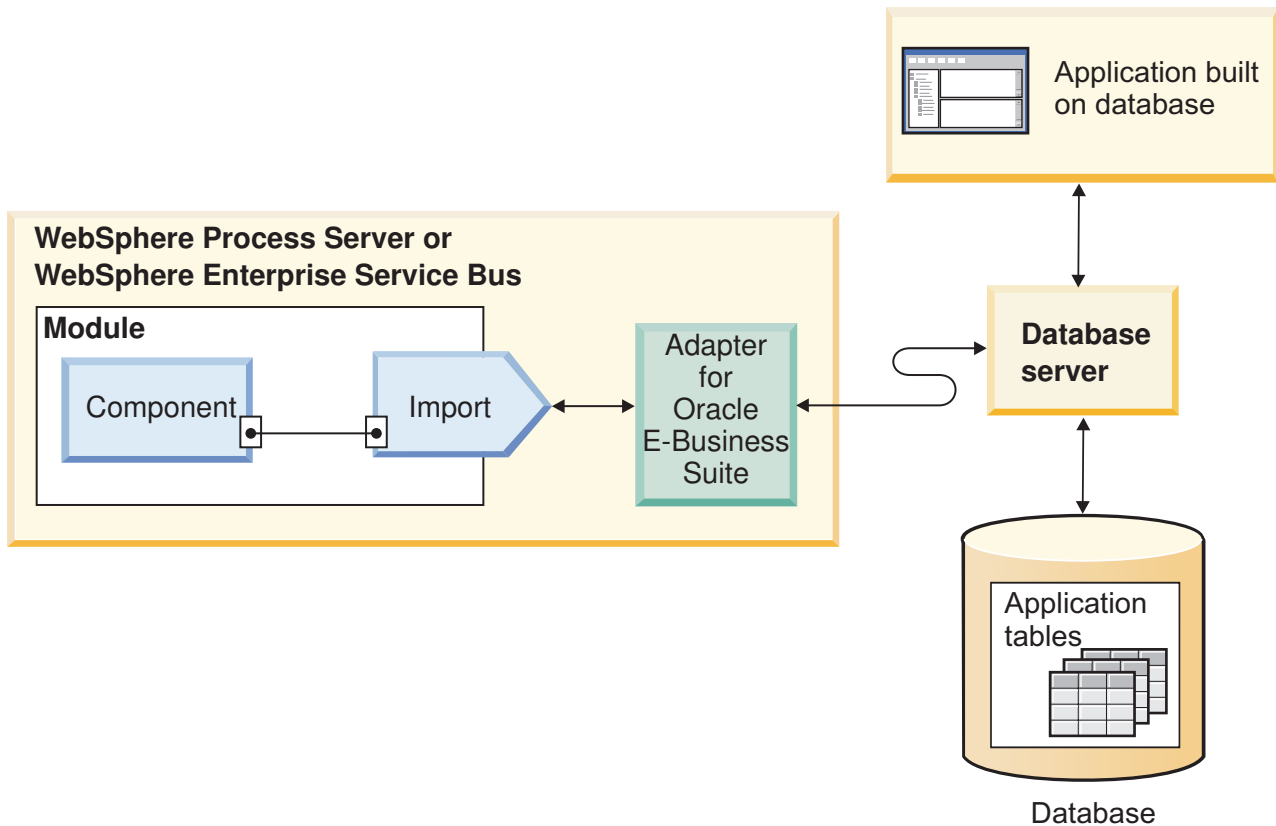 Application built
on database
WebSphere Process Server or
WebSphere Enterprise Service Bus
Module
Component
Import
Adapter
for
Oracle
E-Business
Suite
Database
server
Application
tables
Database